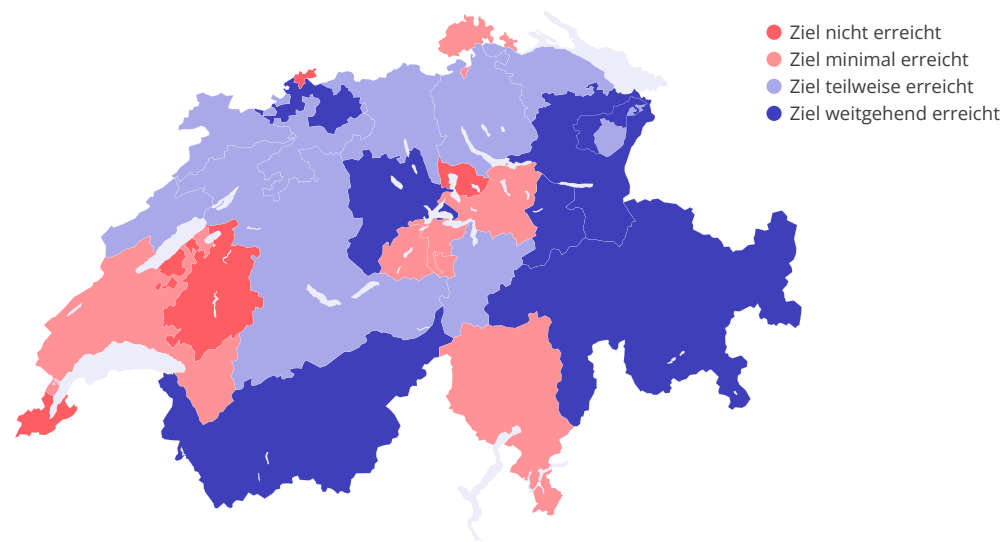 Ziel nicht erreicht
Ziel minimal erreicht
Ziel teilweise erreicht
Ziel weitgehend erreicht